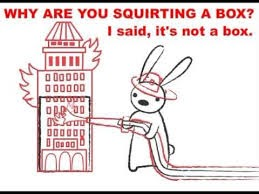 WHY ARE YOU SQUIRTING A BOX?
I said, it's not a box.